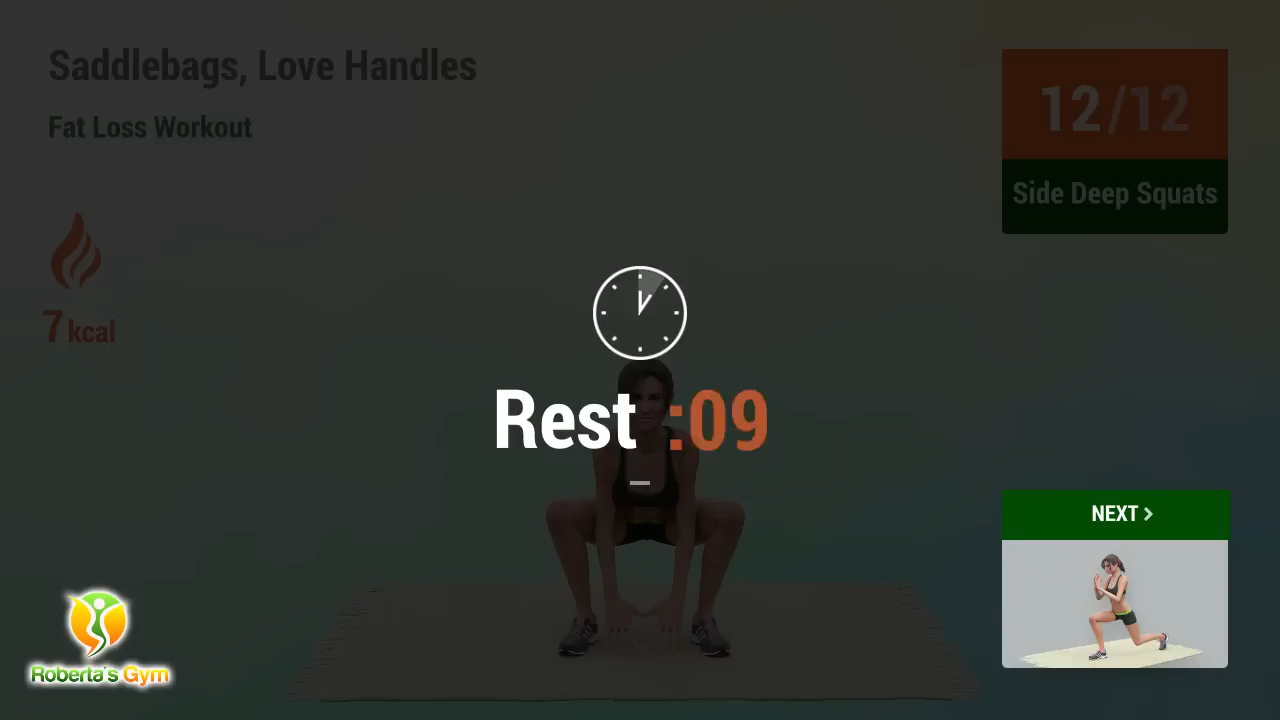 Saddlebags, Love Handles
Fat Loss Workout
12/12
Side Deep Squats
7 kcal
Rest :09
NEXT >
Roberta's Gym